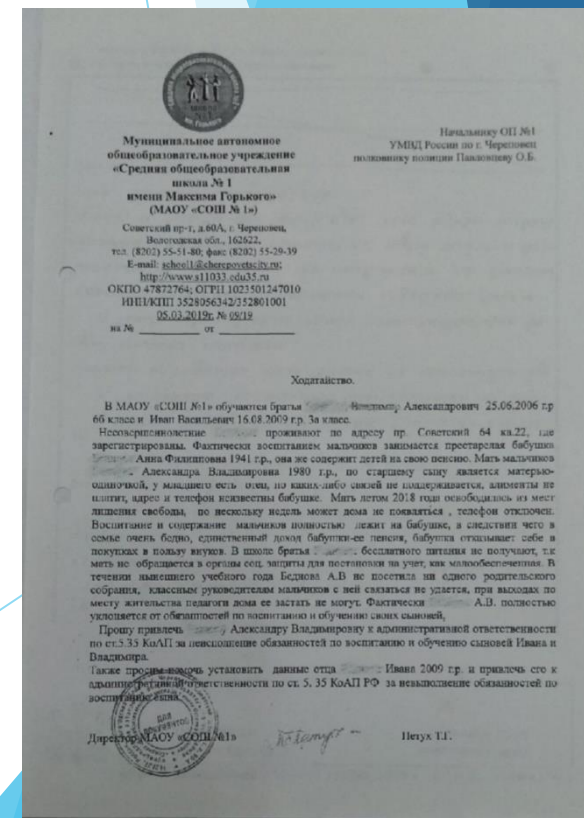 Муниципальное автономное
общеобразовательное учреждение
«Средняя общеобразовательная
школа № 1
имени Максима Горького»
(МАОУ «СОШ № 1»)
Советский пр-т, д.60А, г. Череповец,
Вологодская обл., 162622,
тел. (8202) 55-51-80; факс (8202) 55-29-39
E-mail: school1@cherepovetscity.ru;
http://www.s11033.edu35.ru
ОКПО 47872764; ОГРН 1023501247010
ИНН/КПП 3528056342/352801001
05.03.2019г. № 09/19
на № ____________ от ____________
Начальнику ОП №1
УМВД России по г. Череповец
полковнику полиции Павловцеву О.Б.
Ходатайство.
В МАОУ «СОШ №1» обучаются братья Владимир Александрович 25.06.2006 г.р
6б класс и Иван Васильевич 16.08.2009 г.р. 3а класс.
Несовершеннолетние проживают по адресу пр. Советский 64 кв.22, где
зарегистрированы. Фактически воспитанием мальчиков занимается престарелая бабушка
Анна Филипповна 1941 г.р., она же содержит детей на свою пенсию. Мать мальчиков
Александра Владимировна 1980 г.р., по старшему сыну является матерью-
одиночкой, у младшего есть отец, но каких-либо связей не поддерживается, алименты не
платит, адрес и телефон неизвестны бабушке. Мать летом 2018 года освободилась из мест
лишения свободы, по нескольку недель может дома не появляться , телефон отключен.
Воспитание и содержание мальчиков полностью лежит на бабушке, в следствии чего в
семье очень бедно, единственный доход бабушки-ее пенсия, бабушка отказывает себе в
покупках в пользу внуков. В школе братья бесплатного питания не получают, т.к
мать не обращается в органы соц. защиты для постановки на учет, как малообеспеченная. В
течении нынешнего учебного года Беднова А.В не посетила ни одного родительского
собрания, классным руководителям мальчиков с ней связаться не удается, при выходах по
месту жительства педагоги дома ее застать не могут. Фактически А.В. полностью
уклоняется от обязанностей по воспитанию и обучению своих сыновей,
Прошу привлечь Александру Владимировну к административной ответственности
по ст.5.35 КоАП за неисполнение обязанностей по воспитанию и обучению сыновей Ивана и
Владимира.
Также просим помочь установить данные отца Ивана 2009 г.р. и привлечь его к
административной ответственности по ст. 5. 35 КоАП РФ за невыполнение обязанностей по
воспитанию сына.
Директор МАОУ «СОШ №1» Петух Т.Г.
ДЛЯ
ДОКУМЕНТОВ